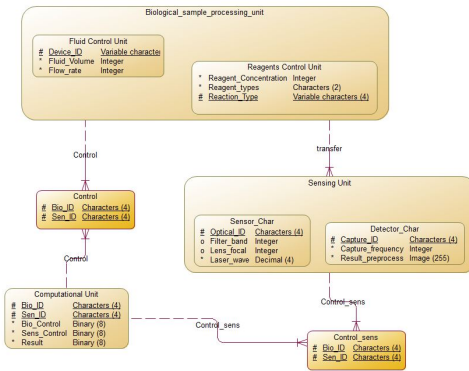 Biological_sample_processing_unit
Fluid Control Unit
# Device_ID Variable character
* Fluid_Volume Integer
* Flow_rate Integer
Reagents Control Unit
* Reagent_Concentration Integer
* Reagent_types Characters (2)
# Reaction_Type Variable characters (4)
Control
transfer
Control
# Bio_ID Characters (4)
# Sen_ID Characters (4)
Sensing Unit
Sensor_Char
# Optical_ID Characters (4)
o Filter_band Integer
o Lens_focal Integer
* Laser_wave Decimal (4)
Detector_Char
# Capture_ID Characters (4)
* Capture_frequency Integer
* Result_preprocess Image (255)
Control
Computational Unit
# Bio_ID Characters (4)
# Sen_ID Characters (4)
* Bio_Control Binary (8)
* Sens_Control Binary (8)
* Result Binary (8)
Control_sens
Control_sens
Control_sens
# Bio_ID Characters (4)
# Sen_ID Characters (4)